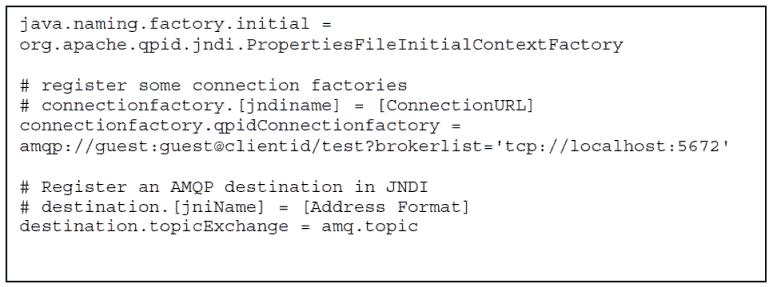 java.naming.factory.initial =
org.apache.qpid.jndi.PropertiesFileInitialContextFactory
# register some connection factories
# connectionfactory.[jndiname] = [ConnectionURL]
connectionfactory.qpidConnectionfactory =
amqp://guest:guest@clientid/test?brokerlist='tcp://localhost:5672'
# Register an AMQP destination in JNDI
# destination.[jniName] = [Address Format]
destination.topicExchange = amq.topic